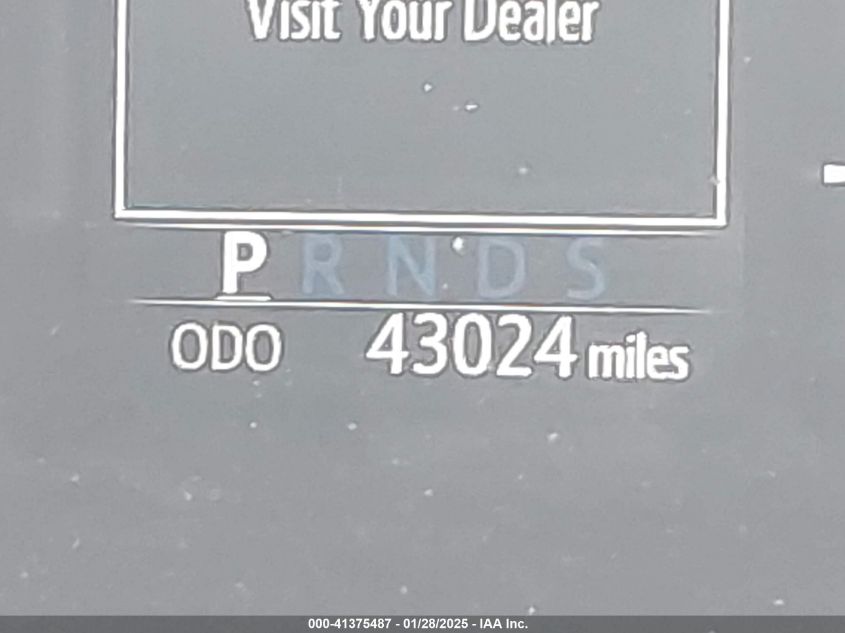 Visit Your Dealer
P R N D S
ODO 43024 miles
000-41375487 - 01/28/2025 - IAA Inc.